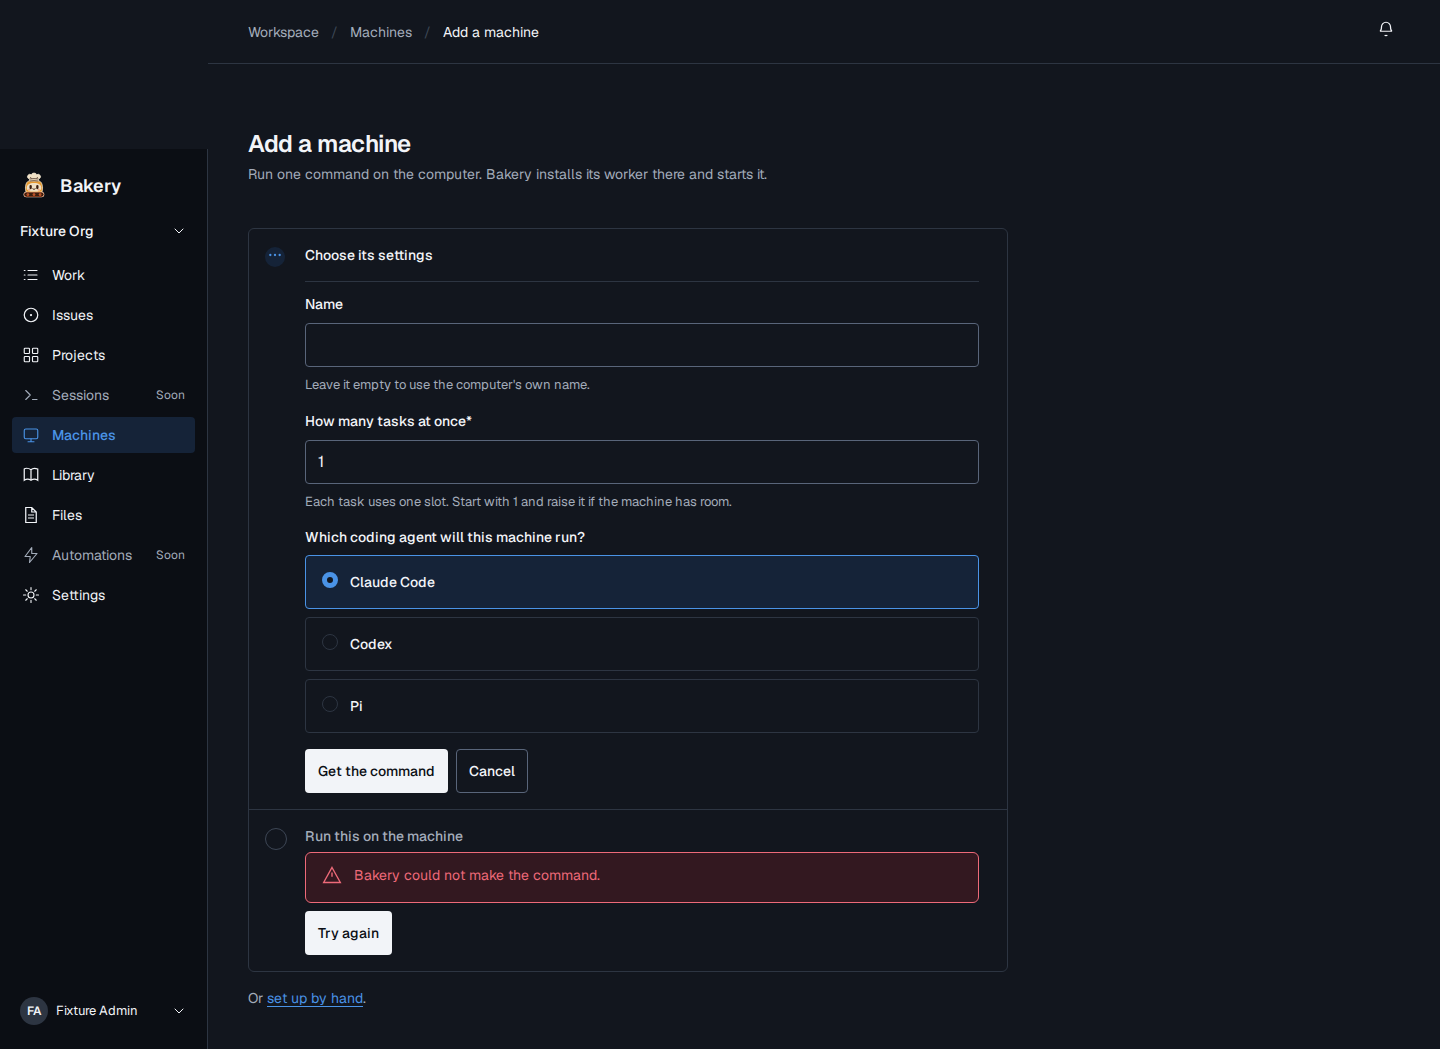 Workspace / Machines / Add a machine
Add a machine
Run one command on the computer. Bakery installs its worker there and starts it.
Bakery
Fixture Org
Work
Issues
Projects
Sessions Soon
Machines
Library
Files
Automations Soon
Settings
FA Fixture Admin
Choose its settings
Name
Leave it empty to use the computer's own name.
How many tasks at once*
1
Each task uses one slot. Start with 1 and raise it if the machine has room.
Which coding agent will this machine run?
Claude Code
Codex
Pi
Get the command Cancel
Run this on the machine
Bakery could not make the command.
Try again
Or set up by hand.